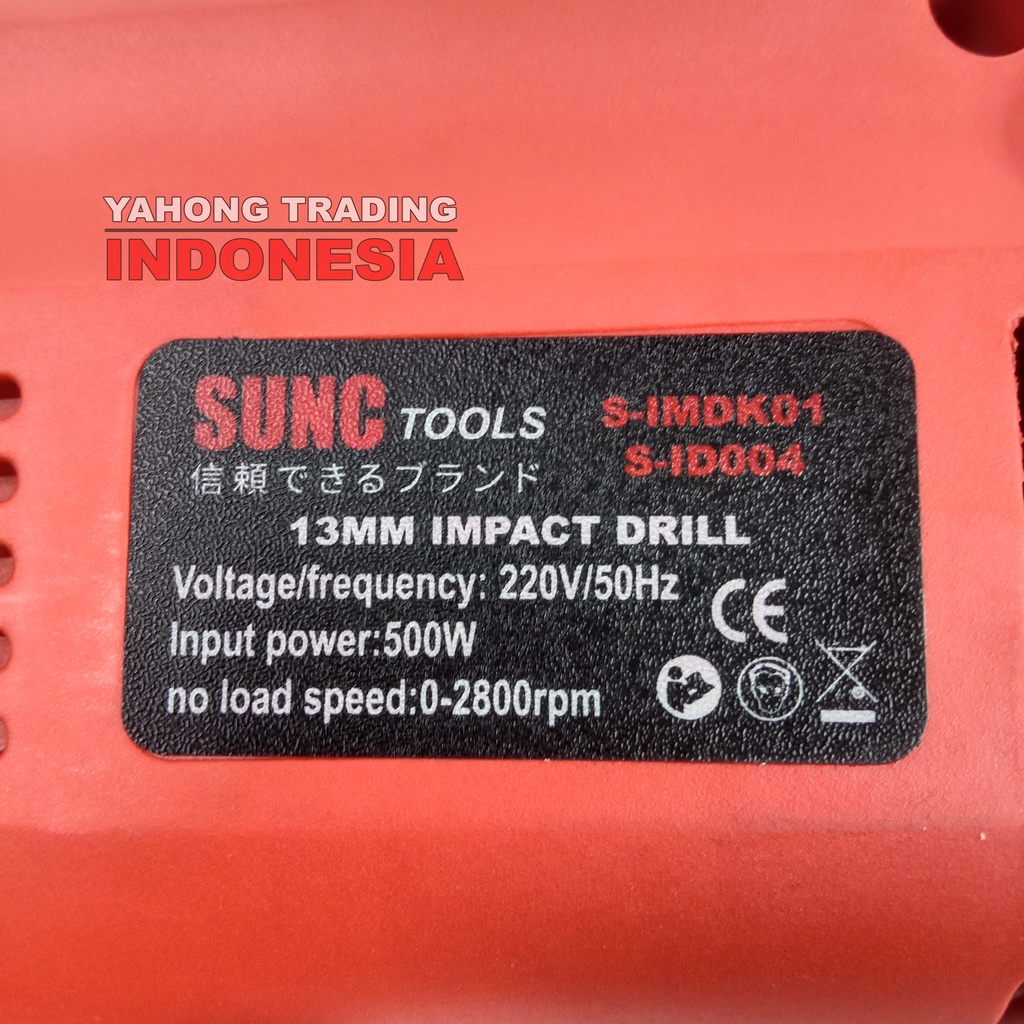 YAHONG TRADING
INDONESIA
SUNC TOOLS
S-IMDK01
S-ID004
信頼できるブランド
13MM IMPACT DRILL
Voltage/frequency: 220V/50Hz
Input power:500W
no load speed:0-2800rpm
CE